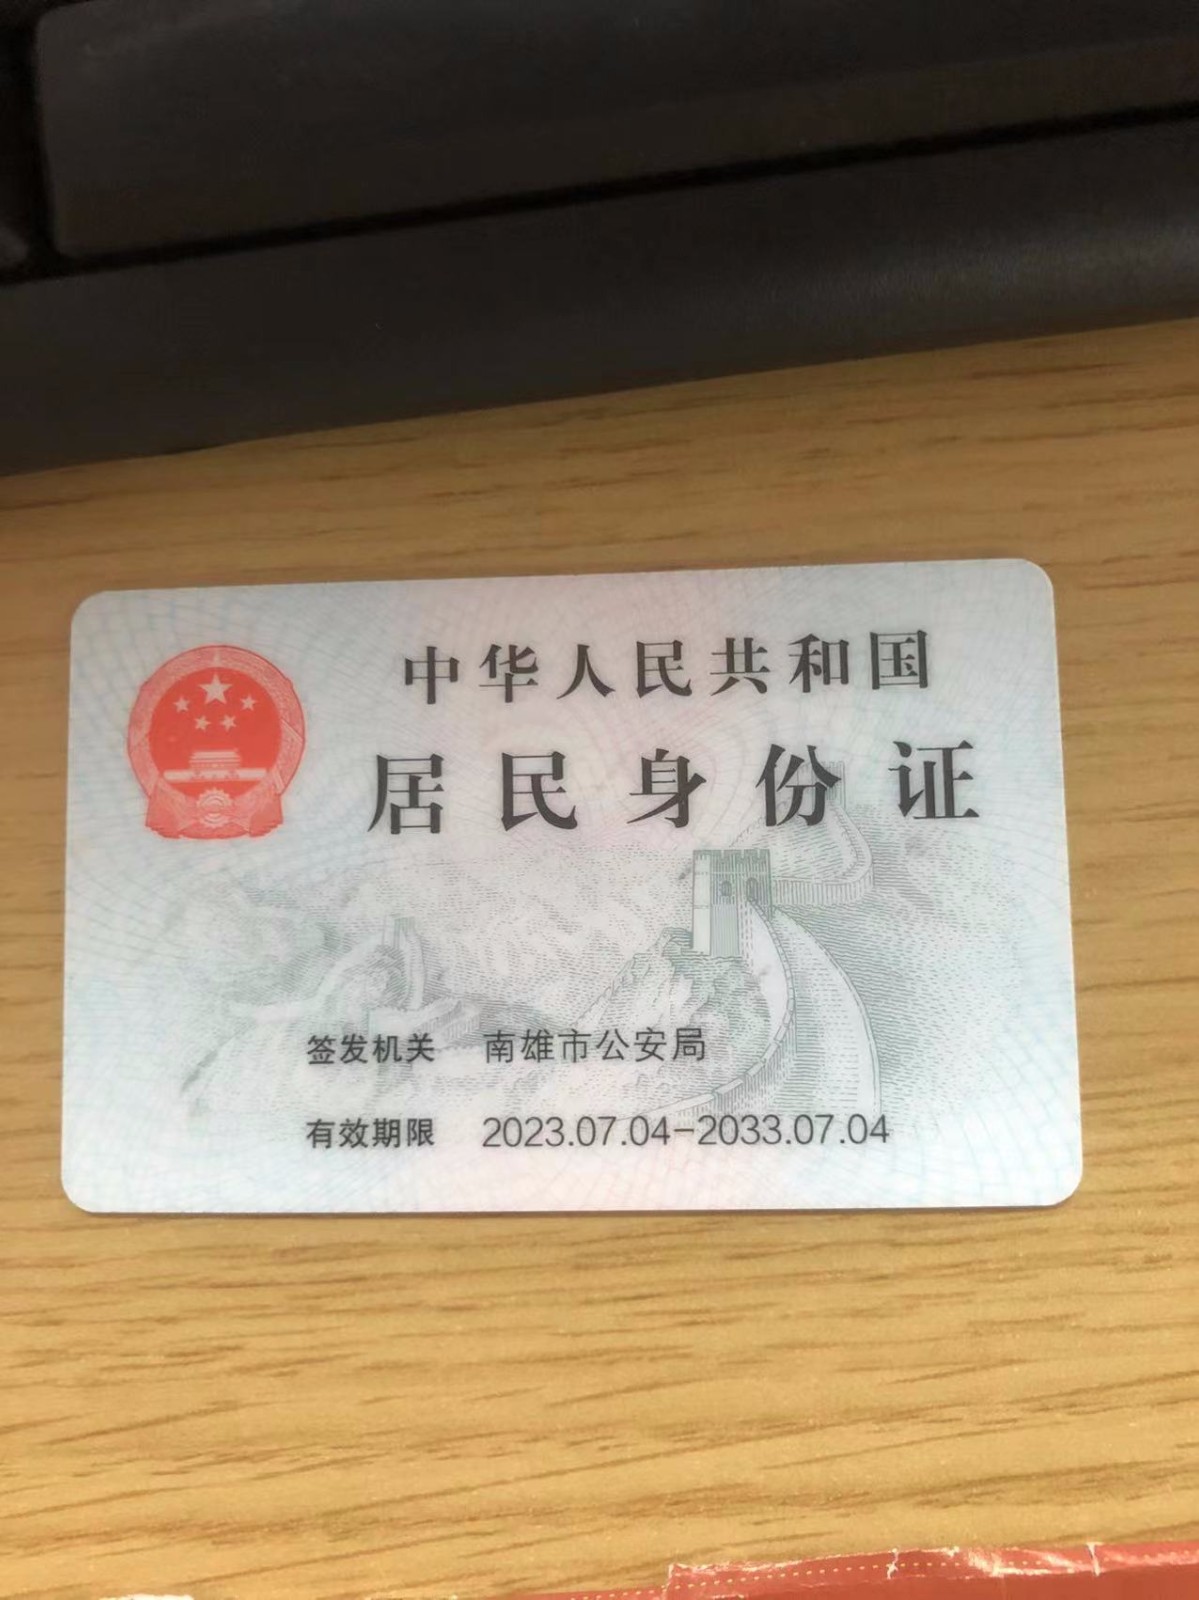 中华人民共和国
居民身份证
签发机关 南雄市公安局
有效期限 2023.07.04-2033.07.04